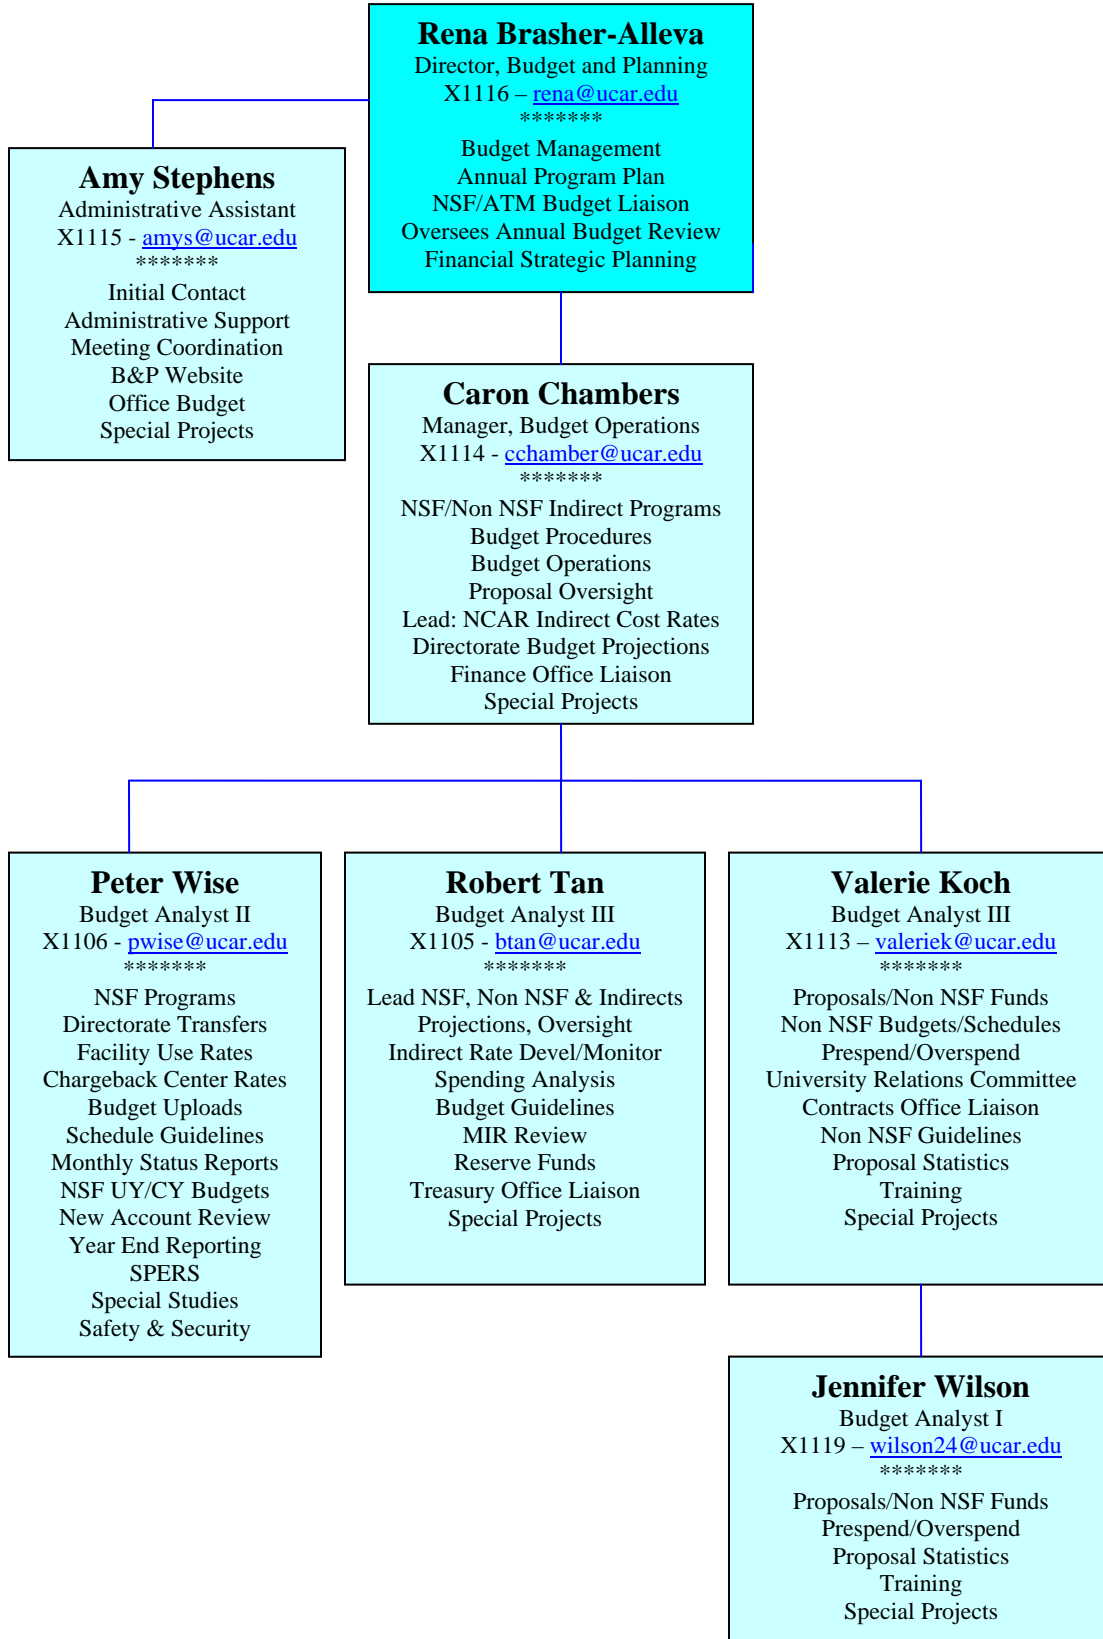 Rena Brasher-Alleva
Director, Budget and Planning
X1116 – rena@ucar.edu
*******
Budget Management
Annual Program Plan
NSF/ATM Budget Liaison
Oversees Annual Budget Review
Financial Strategic Planning
Amy Stephens
Administrative Assistant
X1115 - amys@ucar.edu
*******
Initial Contact
Administrative Support
Meeting Coordination
B&P Website
Office Budget
Special Projects
Caron Chambers
Manager, Budget Operations
X1114 - cchamber@ucar.edu
*******
NSF/Non NSF Indirect Programs
Budget Procedures
Budget Operations
Proposal Oversight
Lead: NCAR Indirect Cost Rates
Directorate Budget Projections
Finance Office Liaison
Special Projects
Peter Wise
Budget Analyst II
X1106 - pwise@ucar.edu
*******
NSF Programs
Directorate Transfers
Facility Use Rates
Chargeback Center Rates
Budget Uploads
Schedule Guidelines
Monthly Status Reports
NSF UY/CY Budgets
New Account Review
Year End Reporting
SPERS
Special Studies
Safety & Security
Robert Tan
Budget Analyst III
X1105 - btan@ucar.edu
*******
Lead NSF, Non NSF & Indirects
Projections, Oversight
Indirect Rate Devel/Monitor
Spending Analysis
Budget Guidelines
MIR Review
Reserve Funds
Treasury Office Liaison
Special Projects
Valerie Koch
Budget Analyst III
X1113 – valeriek@ucar.edu
*******
Proposals/Non NSF Funds
Non NSF Budgets/Schedules
Prespend/Overspend
University Relations Committee
Contracts Office Liaison
Non NSF Guidelines
Proposal Statistics
Training
Special Projects
Jennifer Wilson
Budget Analyst I
X1119 – wilson24@ucar.edu
*******
Proposals/Non NSF Funds
Prespend/Overspend
Proposal Statistics
Training
Special Projects